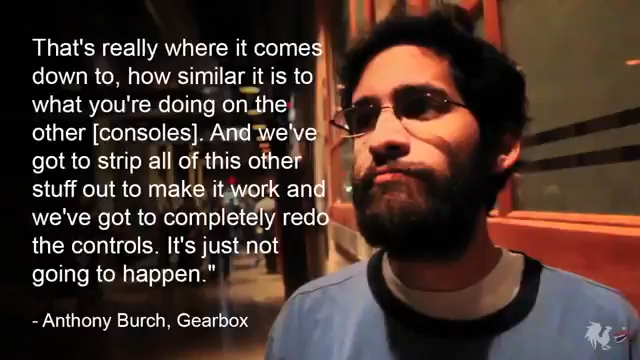 That's really where it comes
down to, how similar it is to
what you're doing on the
other [consoles]. And we've
got to strip all of this other
stuff out to make it work and
we've got to completely redo
the controls. It's just not
going to happen."
- Anthony Burch, Gearbox